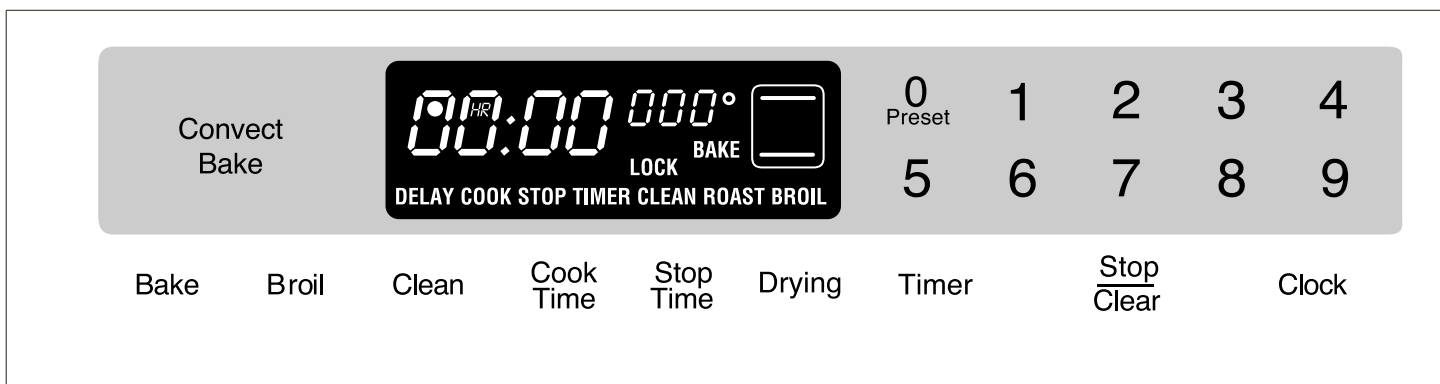 Convect
Bake
00:00 HR 000°
BAKE
LOCK
DELAY COOK STOP TIMER CLEAN ROAST BROIL
0 1 2 3 4
Preset
5 6 7 8 9
Bake Broil Clean Cook Time Stop Time Drying Timer Stop Clear Clock